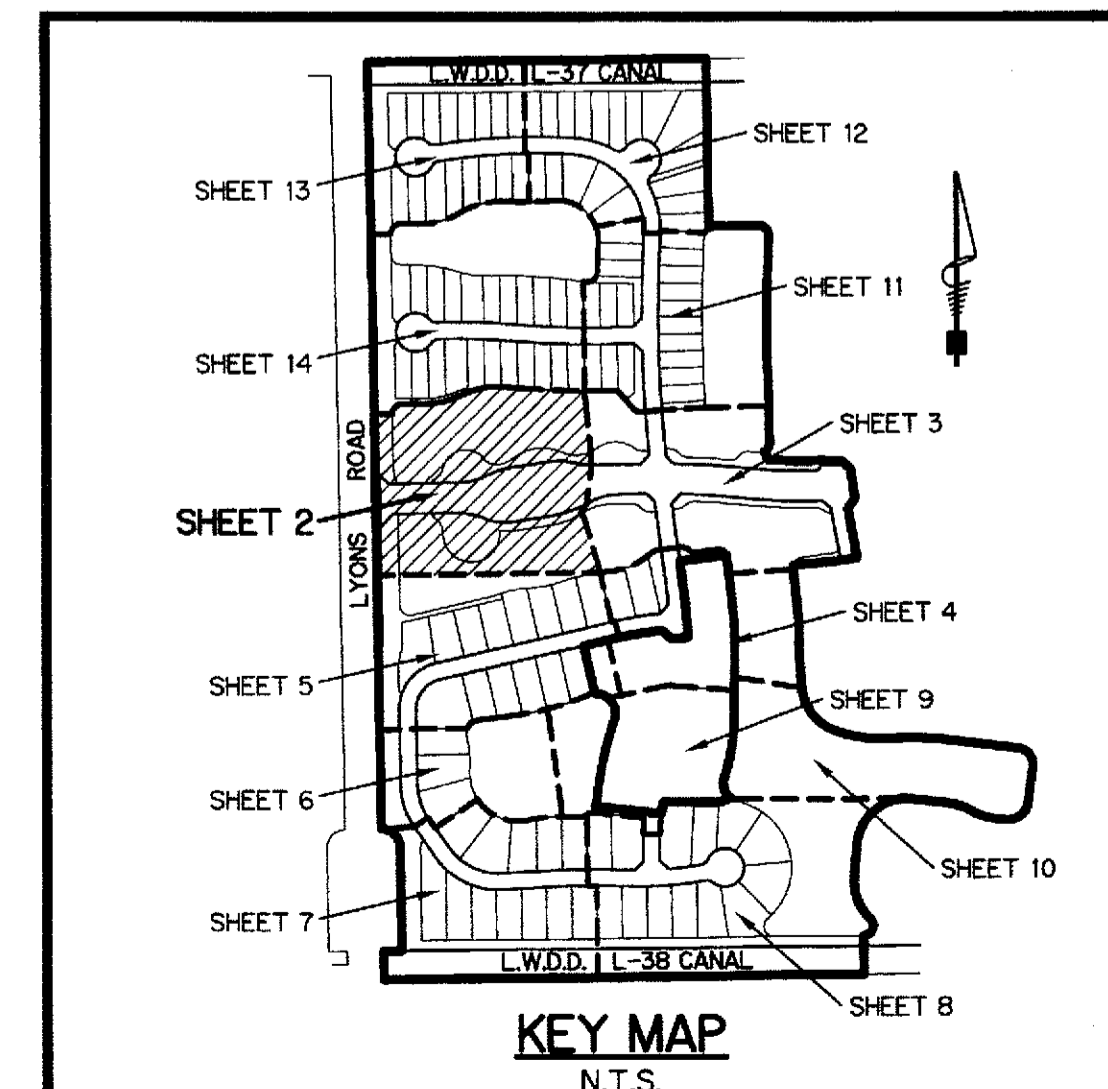 L.W.D.D. L-37 CANAL
SHEET 12
SHEET 13
SHEET 11
SHEET 14
SHEET 3
LYONS ROAD
SHEET 2
SHEET 4
SHEET 5
SHEET 9
SHEET 6
SHEET 10
SHEET 7
L.W.D.D. L-38 CANAL
SHEET 8
KEY MAP
N.T.S.